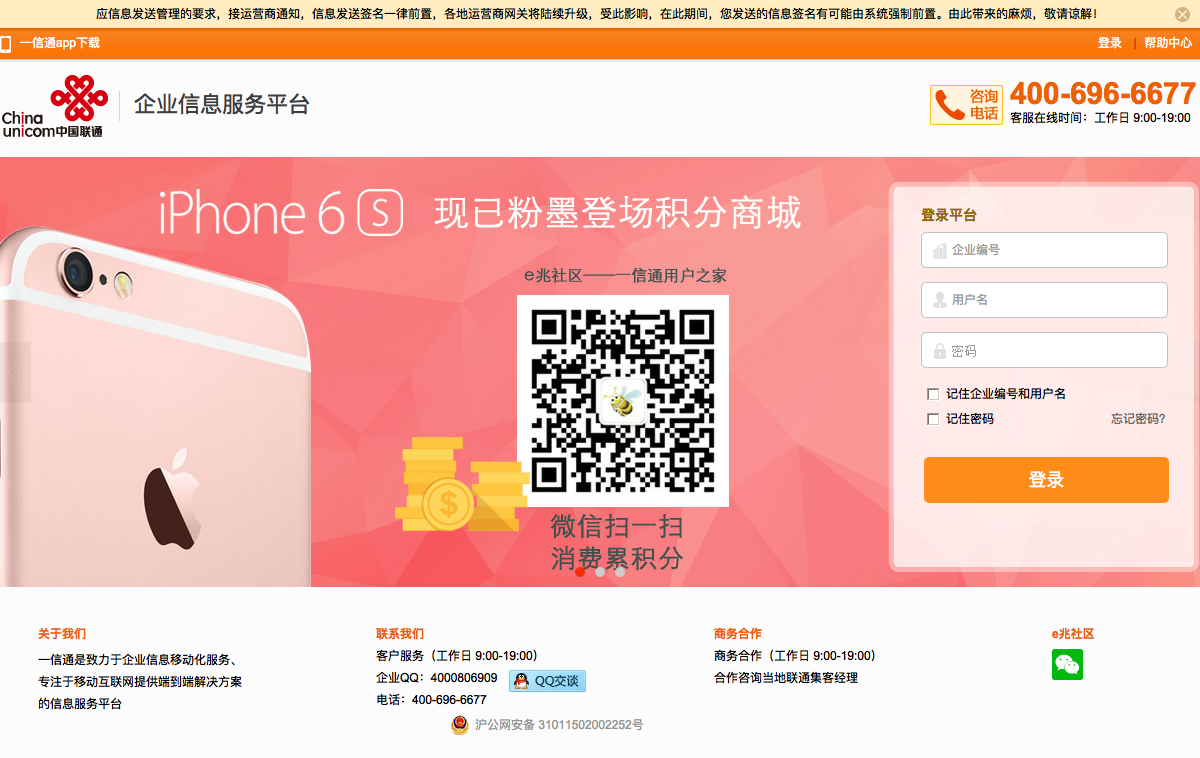 应信息发送管理的要求，接运营商通知，信息发送签名一律前置，各地运营商网关将陆续升级，受此影响，在此期间，您发送的信息签名有可能由系统强制前置。由此带来的麻烦，敬请谅解！
一信通app下载
登录 | 帮助中心
China
unicom中国联通
企业信息服务平台
咨询
电话
400-696-6677
客服在线时间：工作日 9:00-19:00
iPhone 6 S 现已粉墨登场积分商城
e兆社区——一信通用户之家
微信扫一扫
消费累积分
登录平台
企业编号
用户名
密码
记住企业编号和用户名
记住密码 忘记密码?
登录
关于我们
一信通是致力于企业信息移动化服务、
专注于移动互联网提供端到端解决方案
的信息服务平台
联系我们
客户服务（工作日 9:00-19:00）
企业QQ：4000806909 QQ交谈
电话：400-696-6677
商务合作
商务合作（工作日 9:00-19:00）
合作咨询当地联通集客经理
e兆社区
沪公网安备 31011502002252号